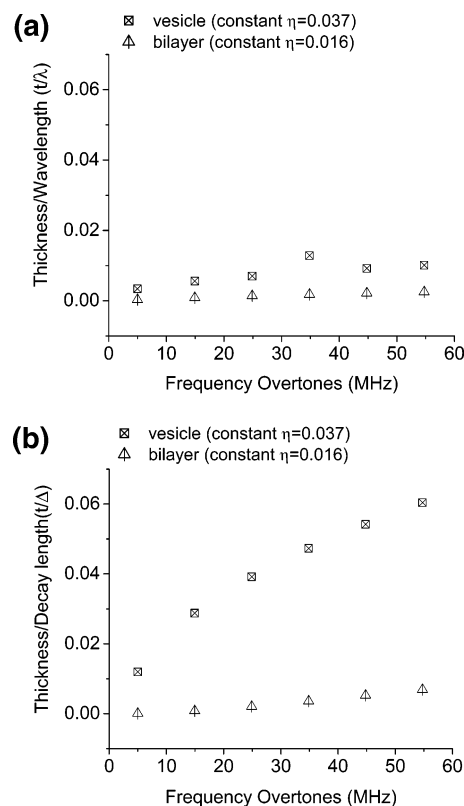 (a)
vesicle (constant η=0.037)
bilayer (constant η=0.016)
Thickness/Wavelength (t/λ)
0.06
0.04
0.02
0.00
0 10 20 30 40 50 60
Frequency Overtones (MHz)
(b)
vesicle (constant η=0.037)
bilayer (constant η=0.016)
Thickness/Decay length(t/Δ)
0.06
0.04
0.02
0.00
0 10 20 30 40 50 60
Frequency Overtones (MHz)